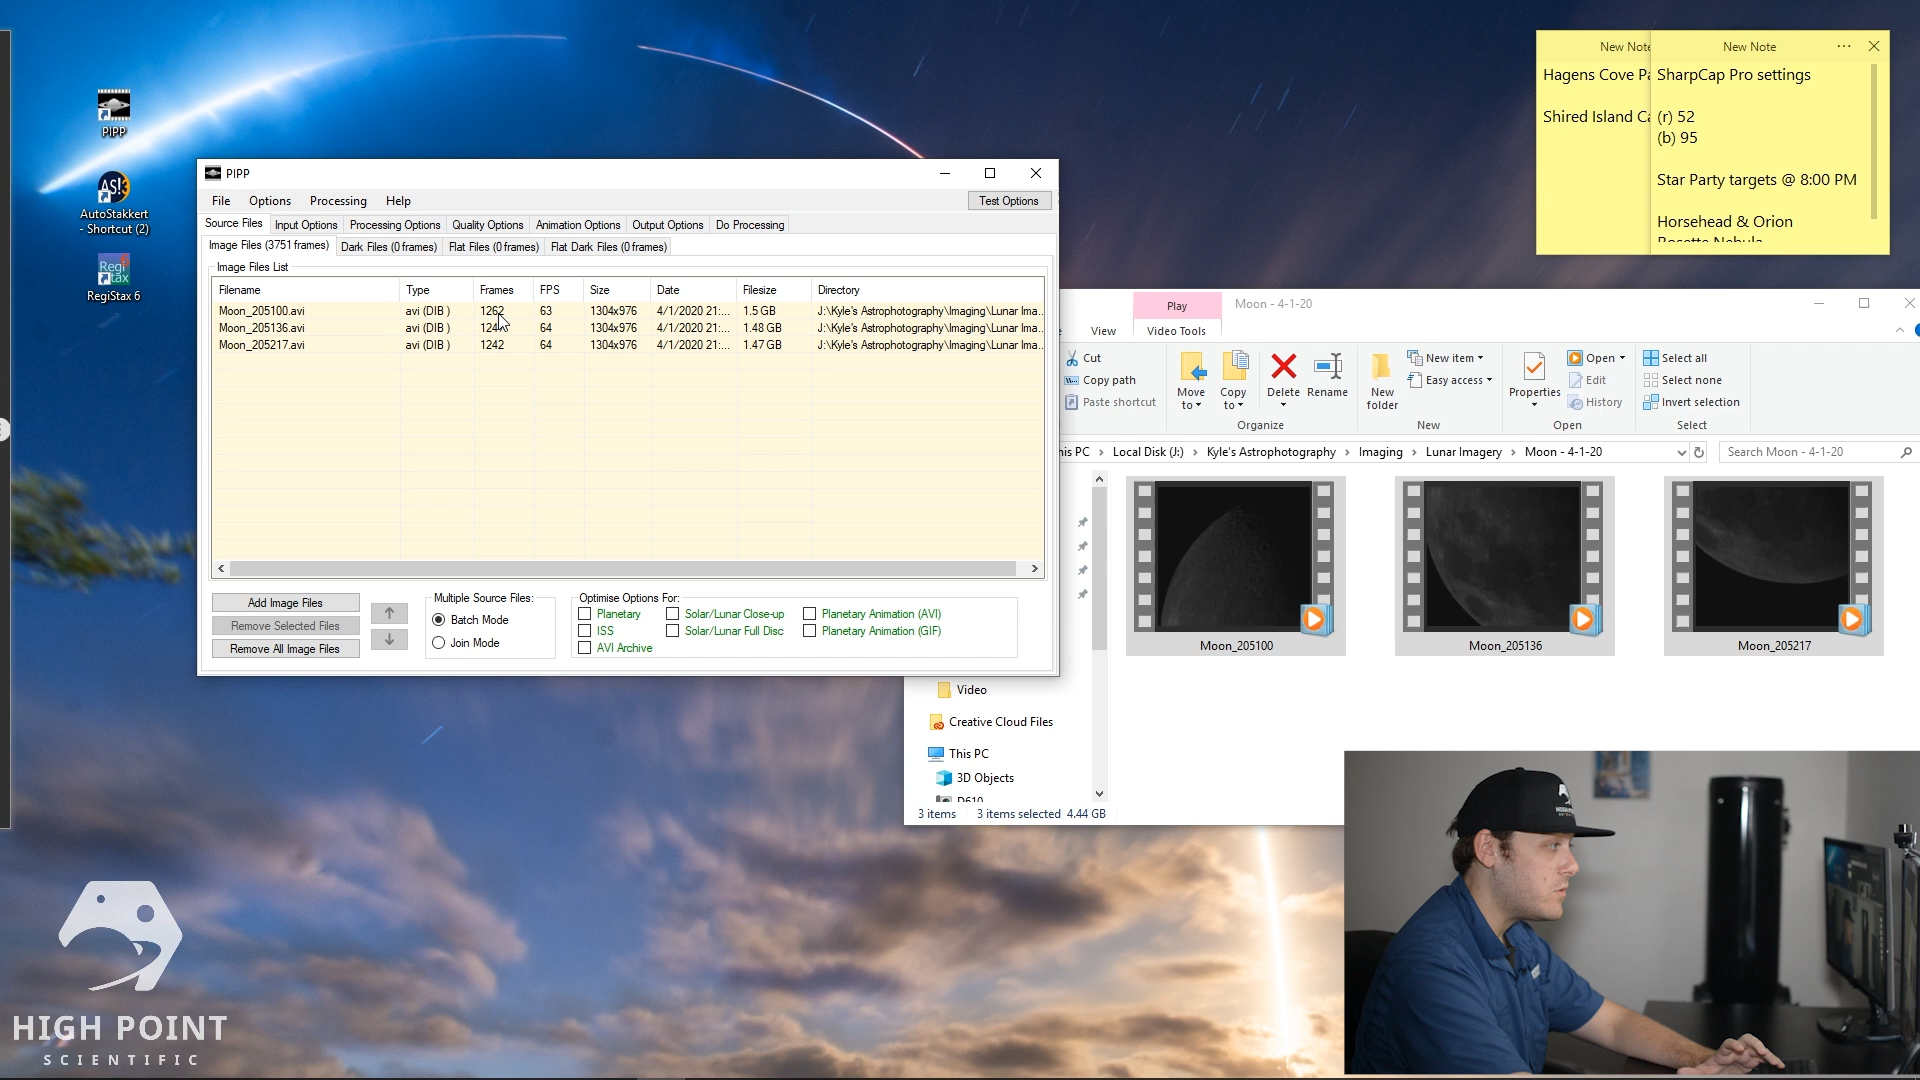 PIPP
AutoStakkert
- Shortcut (2)
RegiStax 6
PIPP
File Options Processing Help
Test Options
Source Files Input Options Processing Options Quality Options Animation Options Output Options Do Processing
Image Files (3751 frames) Dark Files (0 frames) Flat Files (0 frames) Flat Dark Files (0 frames)
Image Files List
Filename Type Frames FPS Size Date Filesize Directory
Moon_205100.avi avi (DIB ) 1262 63 1304x976 4/1/2020 21:... 1.5 GB J:\Kyle's Astrophotography\Imaging\Lunar Ima...
Moon_205136.avi avi (DIB ) 64 1304x976 4/1/2020 21:... 1.48 GB J:\Kyle's Astrophotography\Imaging\Lunar Ima...
Moon_205217.avi avi (DIB ) 1242 64 1304x976 4/1/2020 21:... 1.47 GB J:\Kyle's Astrophotography\Imaging\Lunar Ima...
Add Image Files
Remove Selected Files
Remove All Image Files
Multiple Source Files:
Batch Mode
Join Mode
Optimise Options For:
Planetary Solar/Lunar Close-up Planetary Animation (AVI)
ISS Solar/Lunar Full Disc Planetary Animation (GIF)
AVI Archive
New Note
Hagens Cove
Shired Island
New Note
SharpCap Pro settings
(r) 52
(b) 95
Star Party targets @ 8:00 PM
Horsehead & Orion
Rosette Nebula
Play Moon - 4-1-20
View Video Tools
Cut
Copy path
Paste shortcut
Move to
Copy to
Delete
Rename
Organize
New folder
New item
Easy access
New
Properties
Open
Edit
History
Open
Select all
Select none
Invert selection
Select
his PC > Local Disk (J:) > Kyle's Astrophotography > Imaging > Lunar Imagery > Moon - 4-1-20
Search Moon - 4-1-20
Moon_205100 Moon_205136 Moon_205217
Video
Creative Cloud Files
This PC
3D Objects
D610
3 items 3 items selected 4.44 GB
HIGH POINT
SCIENTIFIC